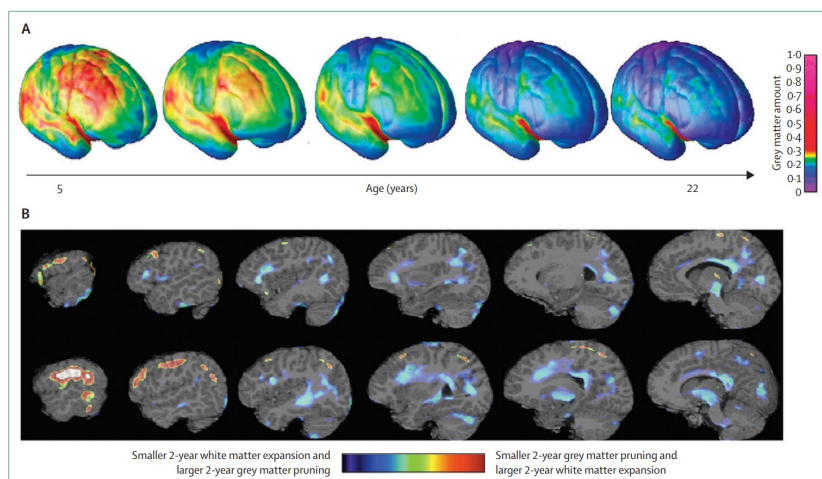 A
1·0
0·9
0·8
0·7
0·6
0·5
0·4
0·3
0·2
0·1
0
Grey matter amount
5
Age (years)
22
B
Smaller 2-year white matter expansion and
larger 2-year grey matter pruning
Smaller 2-year grey matter pruning and
larger 2-year white matter expansion